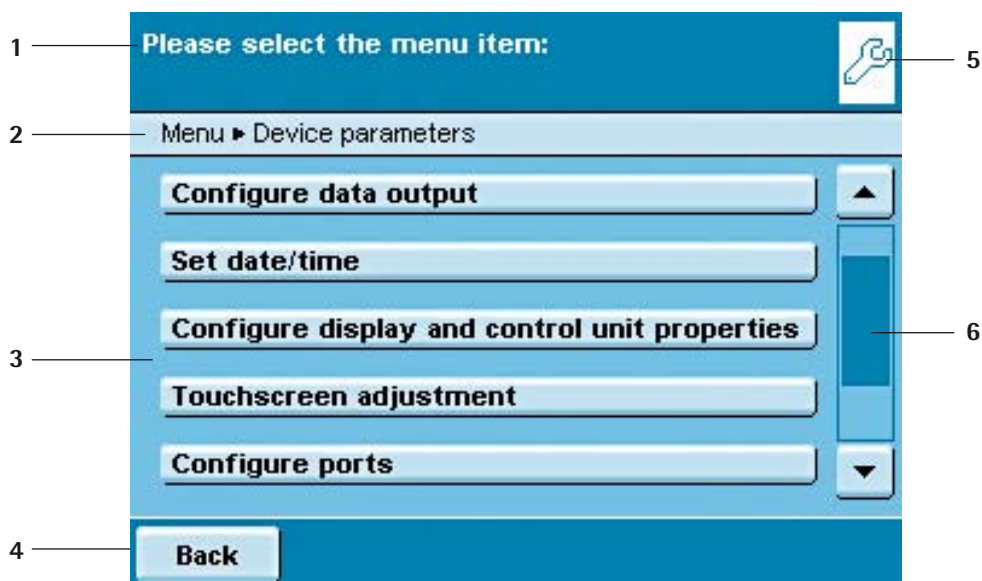 1
Please select the menu item:
5
2
Menu ▸ Device parameters
Configure data output
Set date/time
Configure display and control unit properties
6
3
Touchscreen adjustment
Configure ports
4
Back